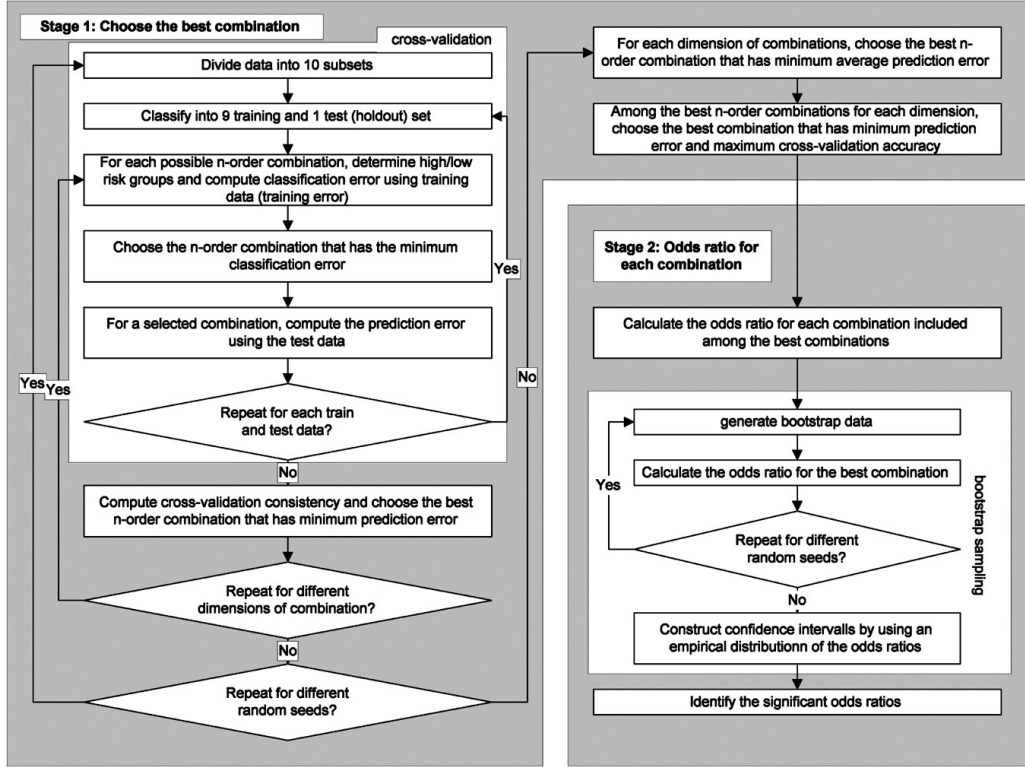 Stage 1: Choose the best combination
cross-validation
Divide data into 10 subsets
Classify into 9 training and 1 test (holdout) set
For each possible n-order combination, determine high/low
risk groups and compute classification error using training
data (training error)
Choose the n-order combination that has the minimum
classification error
For a selected combination, compute the prediction error
using the test data
Repeat for each train
and test data?
Yes
No
Compute cross-validation consistency and choose the best
n-order combination that has minimum prediction error
Repeat for different
dimensions of combination?
Yes
No
Repeat for different
random seeds?
Yes
No
For each dimension of combinations, choose the best n-
order combination that has minimum average prediction error
Among the best n-order combinations for each dimension,
choose the best combination that has minimum prediction
error and maximum cross-validation accuracy
Stage 2: Odds ratio for
each combination
Calculate the odds ratio for each combination included
among the best combinations
generate bootstrap data
Calculate the odds ratio for the best combination
Yes
bootstrap sampling
Repeat for different
random seeds?
No
Construct confidence intervalls by using an
empirical distributionn of the odds ratios
Identify the significant odds ratios